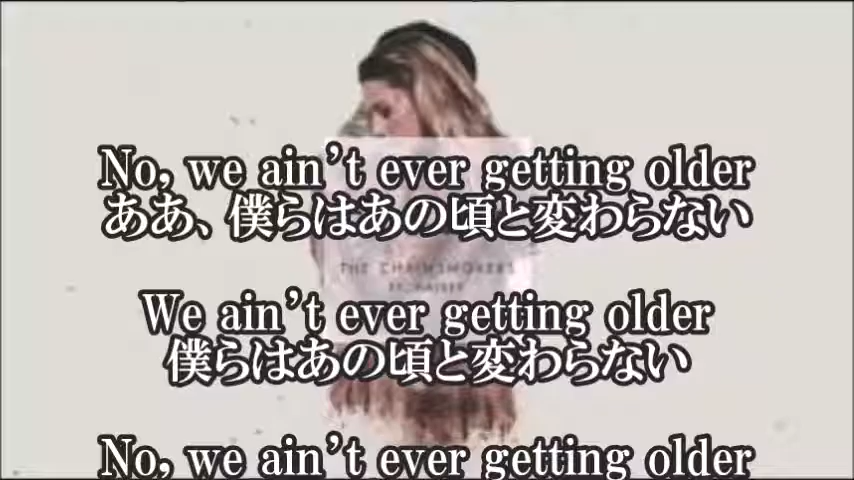 No, we ain't ever getting older
ああ、僕らはあの頃と変わらない
THE CHAINSMOKERS
FT. HALSEY
We ain't ever getting older
僕らはあの頃と変わらない
No, we ain't ever getting older